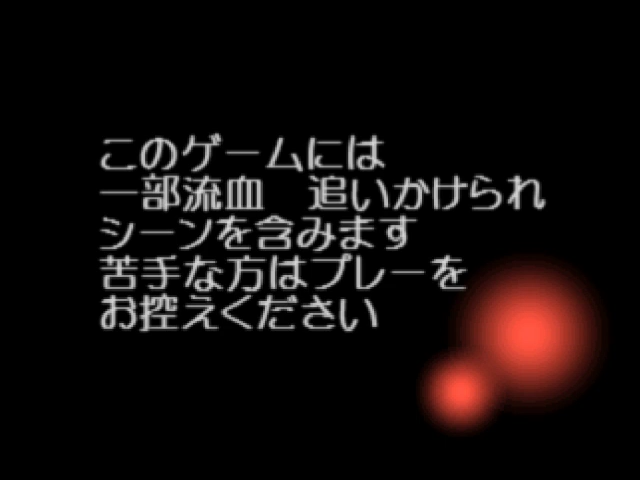 このゲームには
一部流血　追いかけられ
シーンを含みます
苦手な方はプレーを
お控えください